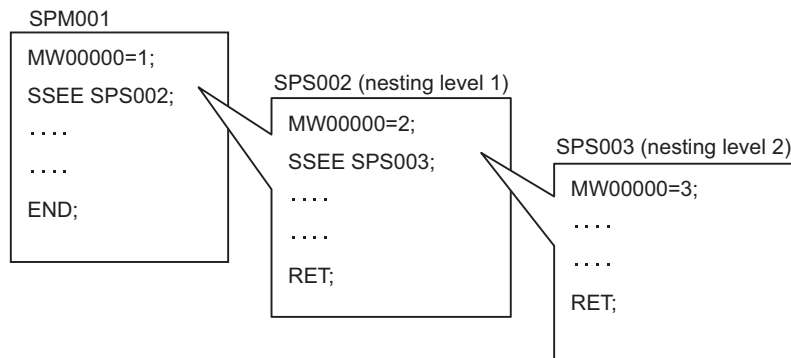 SPM001
MW00000=1;
SSEE SPS002;
....
....
END;
SPS002 (nesting level 1)
MW00000=2;
SSEE SPS003;
....
....
RET;
SPS003 (nesting level 2)
MW00000=3;
....
....
RET;